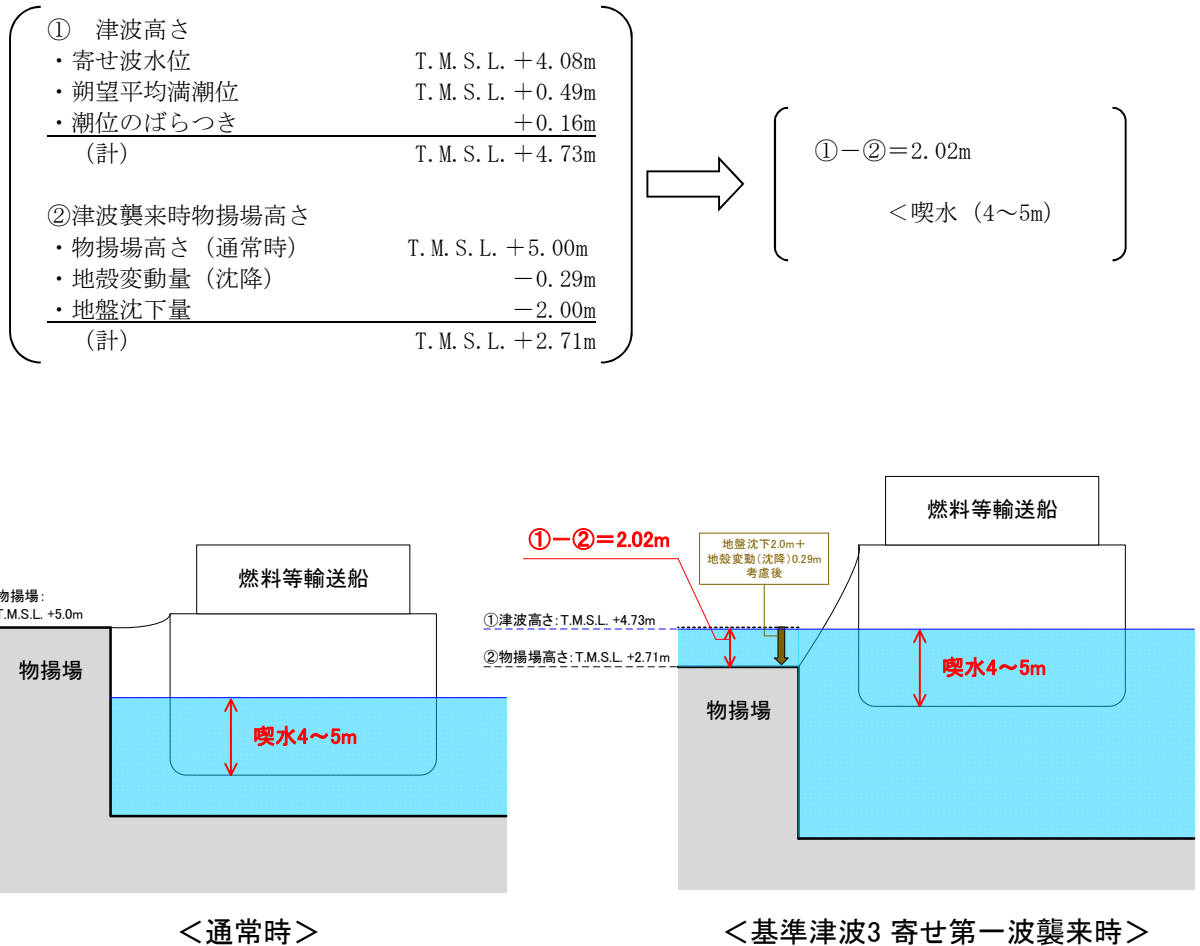 ① 津波高さ
・寄せ波水位 T.M.S.L.＋4.08m
・朔望平均満潮位 T.M.S.L.＋0.49m
・潮位のばらつき ＋0.16m
(計) T.M.S.L.＋4.73m
②津波襲来時物揚場高さ
・物揚場高さ（通常時） T.M.S.L.＋5.00m
・地殻変動量（沈降） －0.29m
・地盤沈下量 －2.00m
(計) T.M.S.L.＋2.71m
①－②＝2.02m
＜喫水（4～5m）
物揚場:
T.M.S.L. +5.0m
燃料等輸送船
物揚場
喫水4～5m
＜通常時＞
①－②＝2.02m
地盤沈下2.0m＋
地殻変動(沈降)0.29m
考慮後
燃料等輸送船
①津波高さ:T.M.S.L. +4.73m
②物揚場高さ:T.M.S.L. +2.71m
喫水4～5m
物揚場
＜基準津波3 寄せ第一波襲来時＞